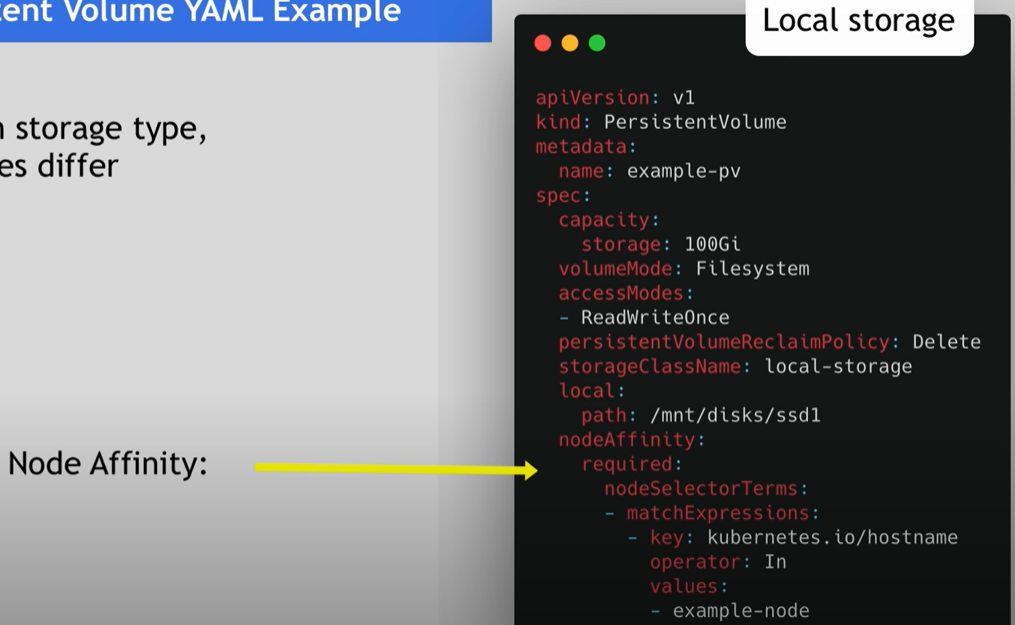 Volume YAML Example
Local storage
storage type,
differ
Node Affinity:
apiVersion: v1
kind: PersistentVolume
metadata:
name: example-pv
spec:
capacity:
storage: 100Gi
volumeMode: Filesystem
accessModes:
- ReadWriteOnce
persistentVolumeReclaimPolicy: Delete
storageClassName: local-storage
local:
path: /mnt/disks/ssd1
nodeAffinity:
required:
nodeSelectorTerms:
- matchExpressions:
- key: kubernetes.io/hostname
operator: In
values:
- example-node